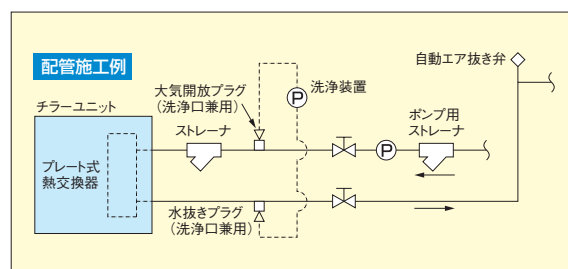 配管施工例
自動エア抜き弁
大気開放プラグ
（洗浄口兼用）
洗浄装置
P
チラーユニット
ストレーナ
ポンプ用
ストレーナ
P
プレート式
熱交換器
水抜きプラグ
（洗浄口兼用）